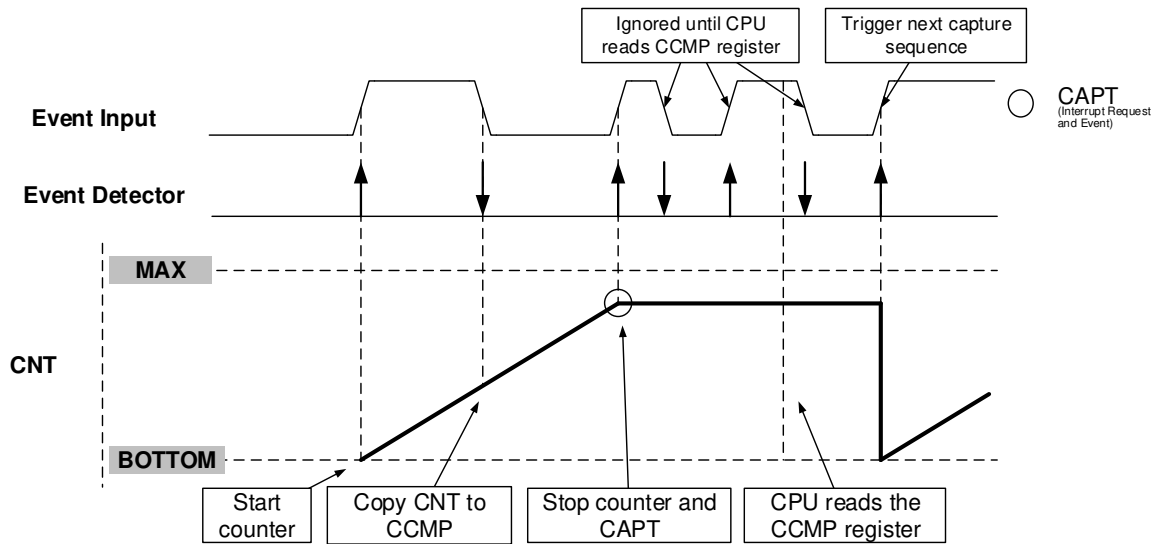 Ignored until CPU
reads CCMP register
Trigger next capture
sequence
Event Input
CAPT
(Interrupt Request
and Event)
Event Detector
MAX
CNT
BOTTOM
Start
counter
Copy CNT to
CCMP
Stop counter and
CAPT
CPU reads the
CCMP register